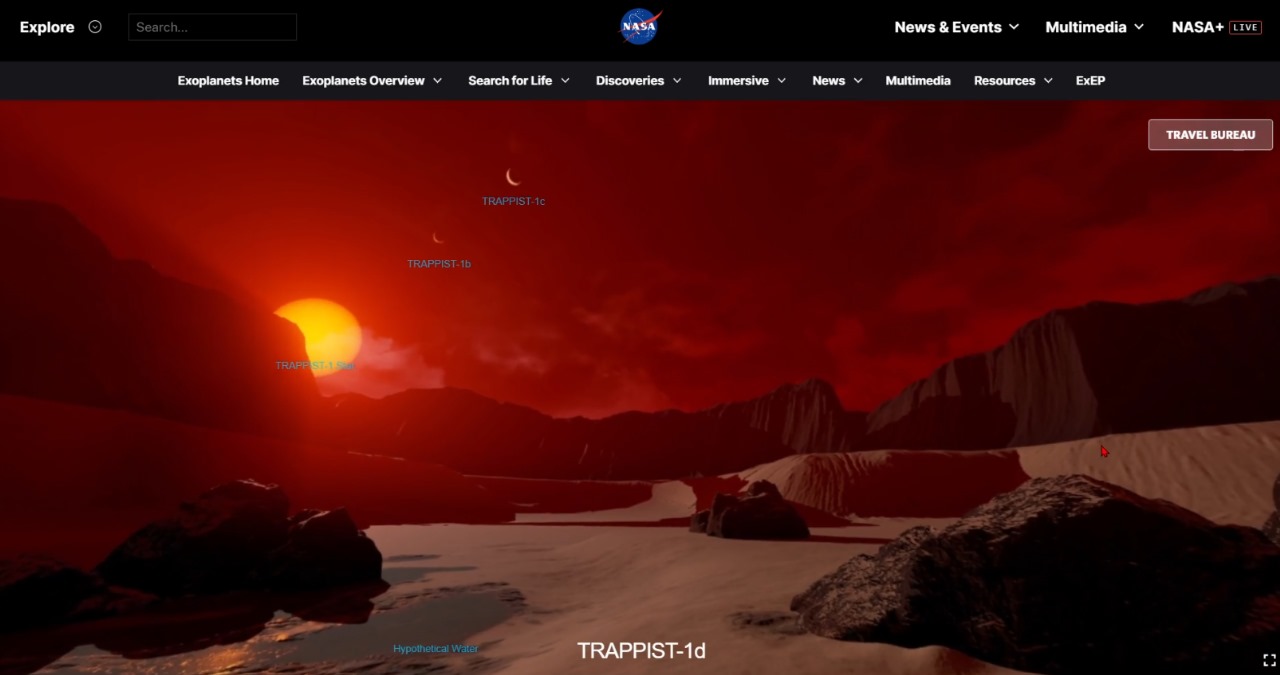 Explore
Search...
NASA
News & Events
Multimedia
NASA+ LIVE
Exoplanets Home
Exoplanets Overview
Search for Life
Discoveries
Immersive
News
Multimedia
Resources
ExEP
TRAVEL BUREAU
TRAPPIST-1c
TRAPPIST-1b
TRAPPIST-1 Star
Hypothetical Water
TRAPPIST-1d